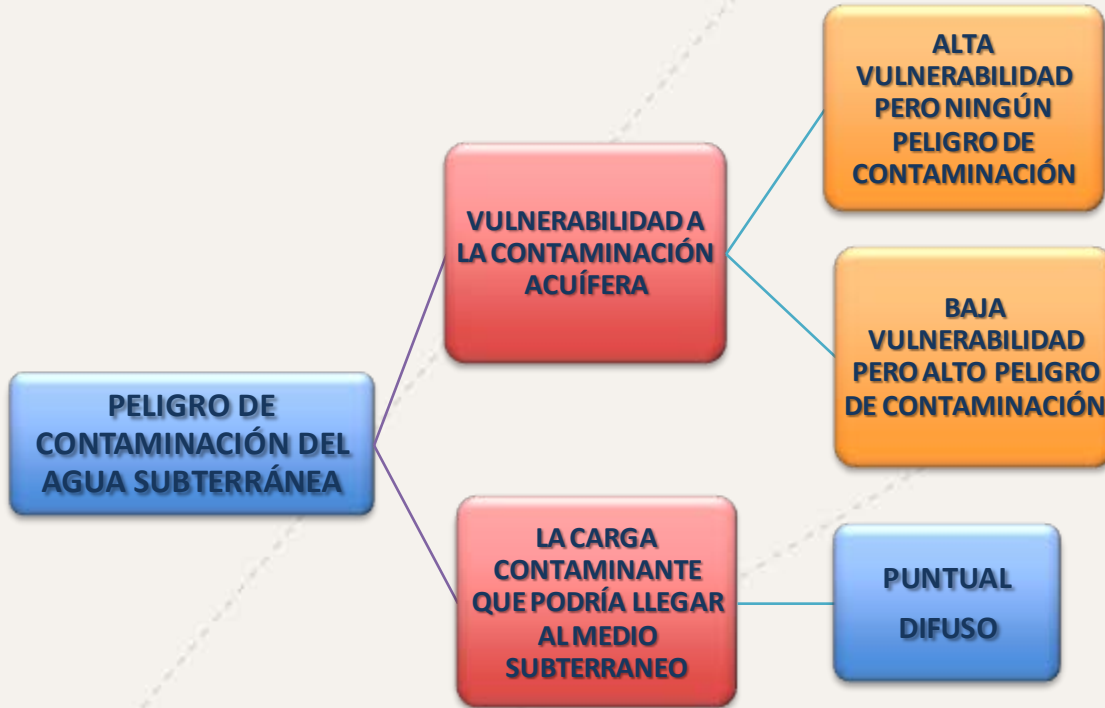 PELIGRO DE
CONTAMINACIÓN DEL
AGUA SUBTERRÁNEA
VULNERABILIDAD A
LA CONTAMINACIÓN
ACUÍFERA
ALTA
VULNERABILIDAD
PERO NINGÚN
PELIGRO DE
CONTAMINACIÓN
BAJA
VULNERABILIDAD
PERO ALTO PELIGRO
DE CONTAMINACIÓN
LA CARGA
CONTAMINANTE
QUE PODRÍA LLEGAR
AL MEDIO
SUBTERRANEO
PUNTUAL
DIFUSO